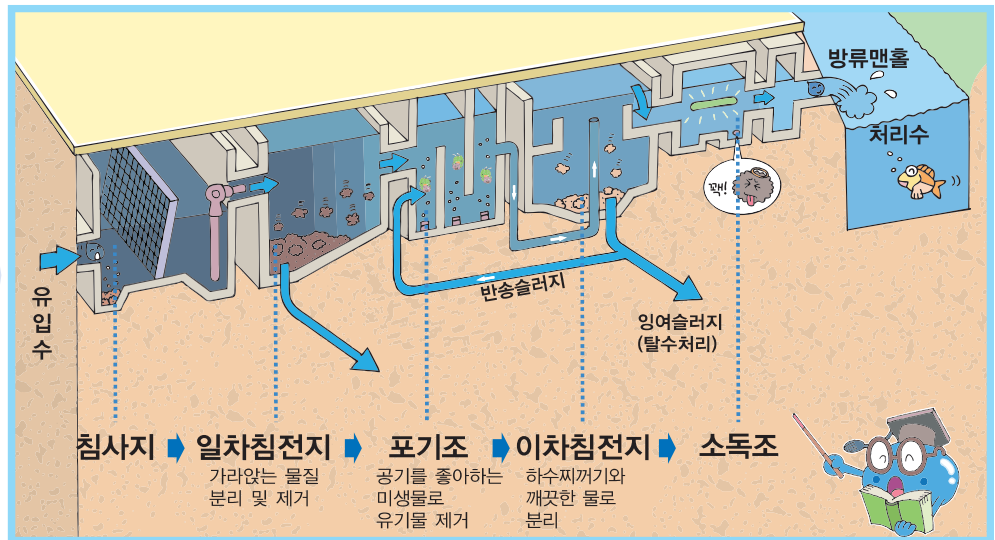 방류맨홀
처리수
꽥!
유
입
수
반송슬러지
잉여슬러지
(탈수처리)
침사지
일차침전지
포기조
이차침전지
소독조
가라앉는 물질
분리 및 제거
공기를 좋아하는
미생물로
유기물 제거
하수찌꺼기와
깨끗한 물로
분리